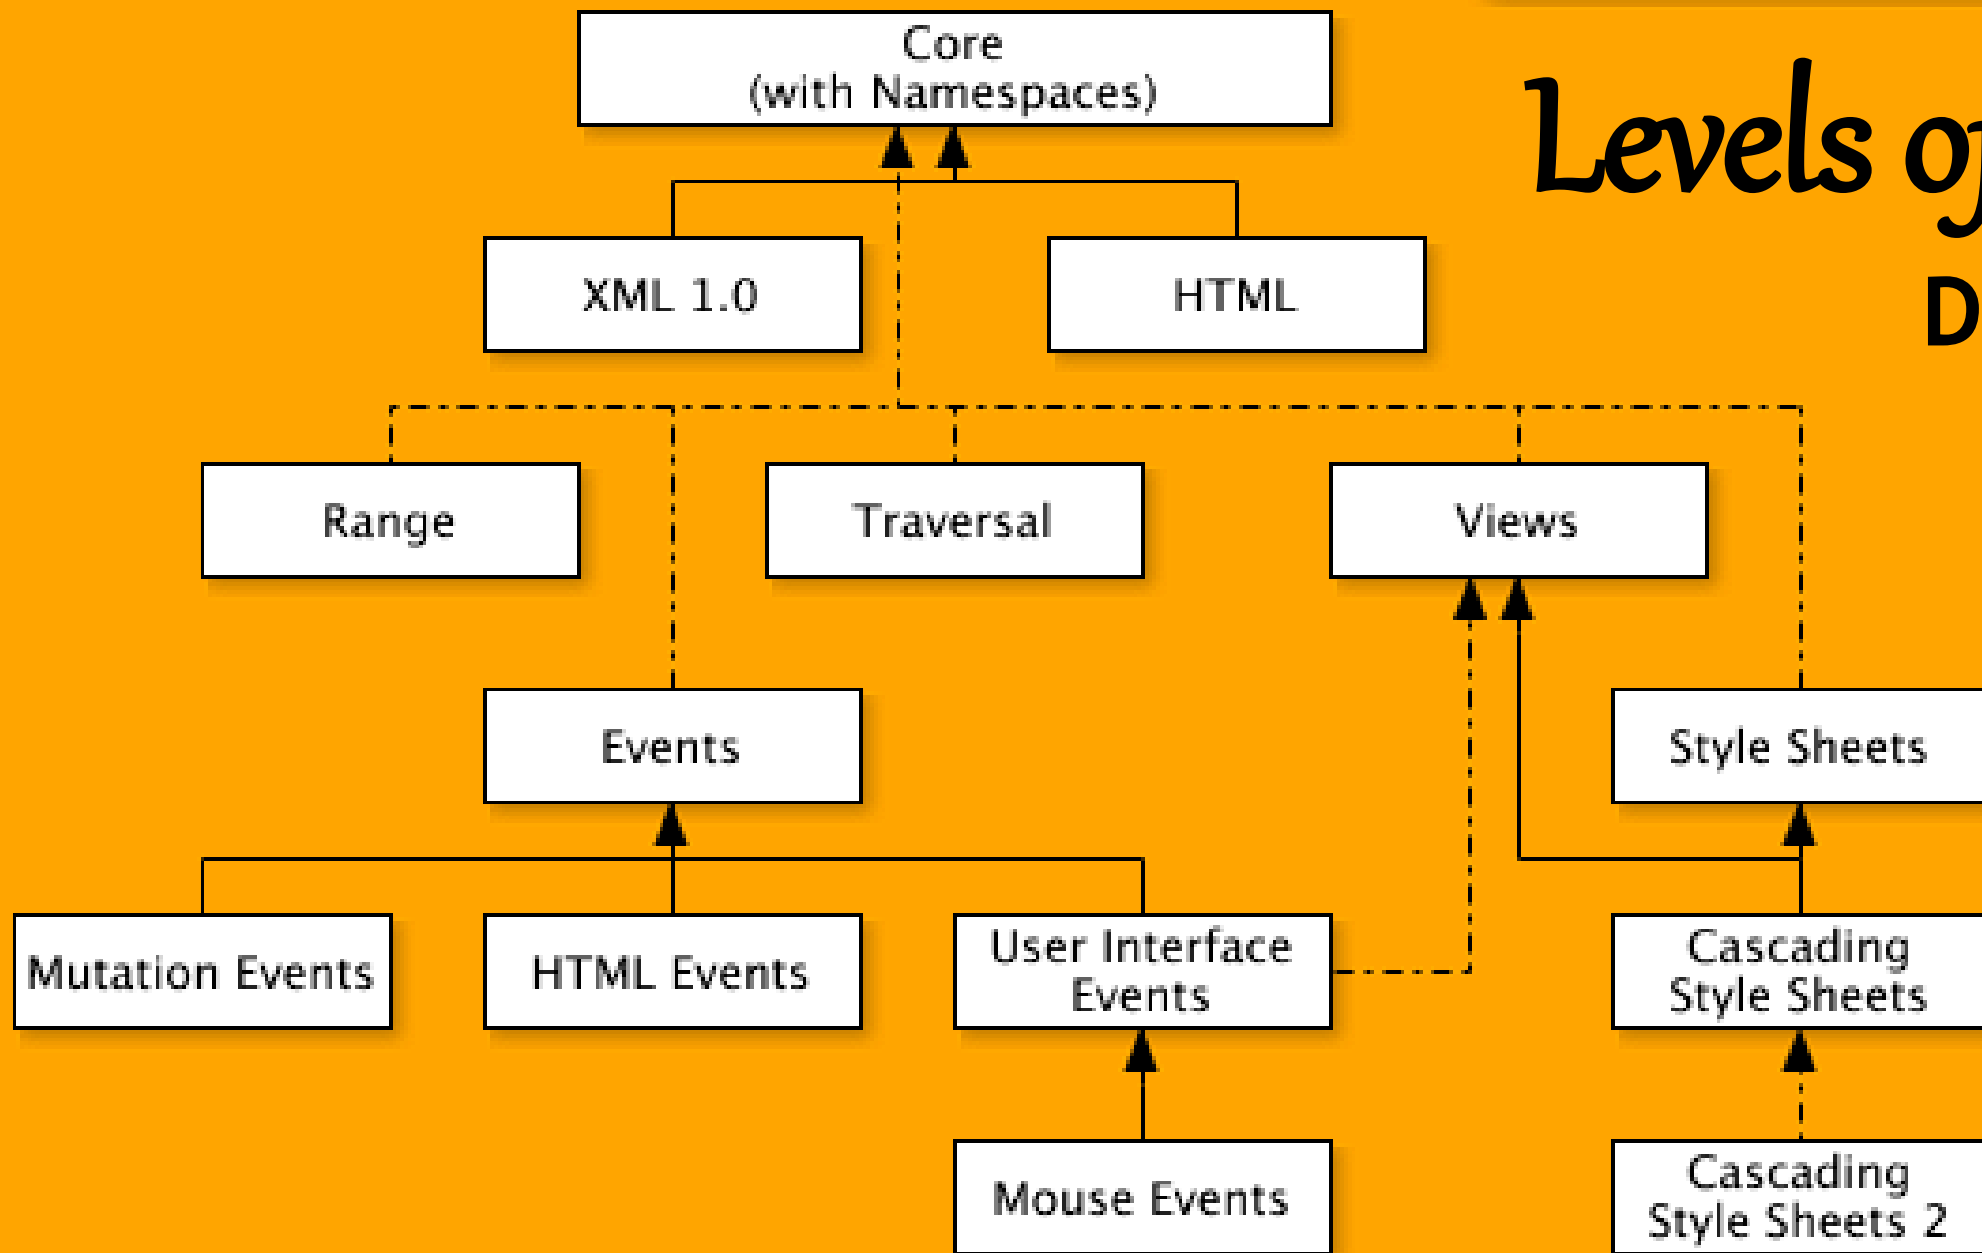 Core
(with Namespaces)
Levels
XML 1.0
HTML
Range
Traversal
Views
Events
Style Sheets
Mutation Events
HTML Events
User Interface
Events
Cascading
Style Sheets
Mouse Events
Cascading
Style Sheets 2